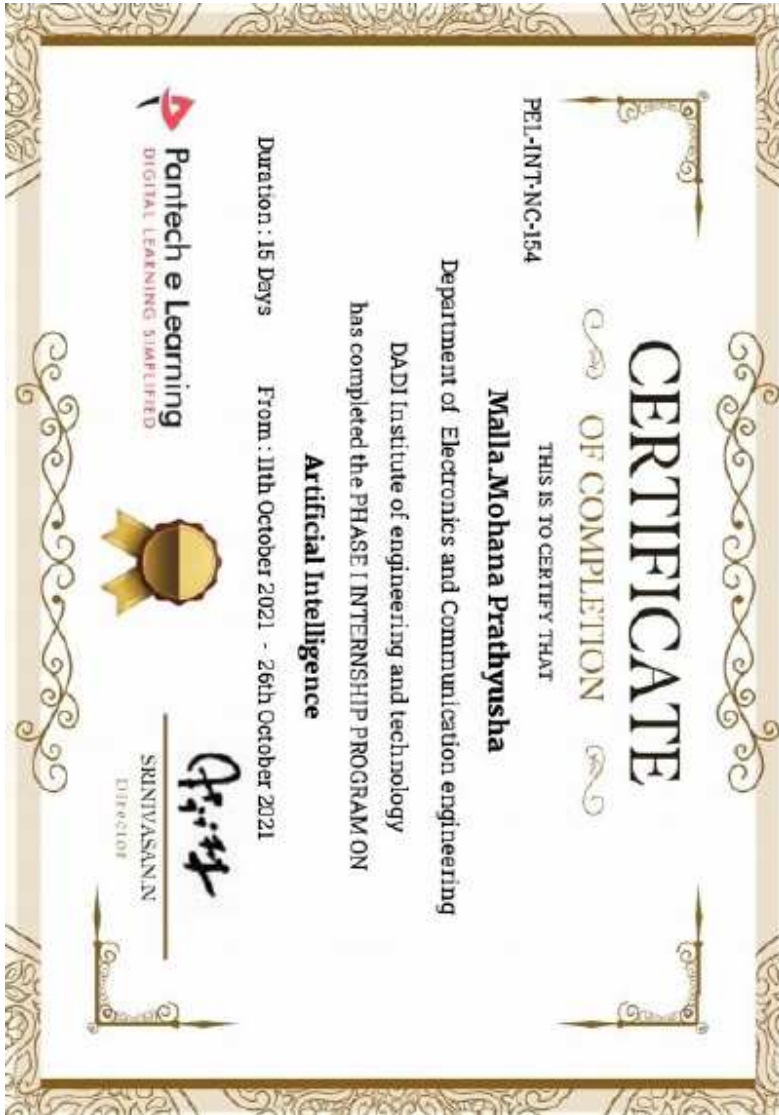 CERTIFICATE
OF COMPLETION
THIS IS TO CERTIFY THAT
PEL-INT-NC-154
Malla.Mohana Prathyusha
Department of Electronics and Communication engineering
DADI Institute of engineering and technology
has completed the PHASE I INTERNSHIP PROGRAM ON
Artificial Intelligence
Duration : 15 Days From : 11th October 2021 - 26th October 2021
Pantech e Learning
DIGITAL LEARNING SIMPLIFIED
SRINIVASAN.N
Director